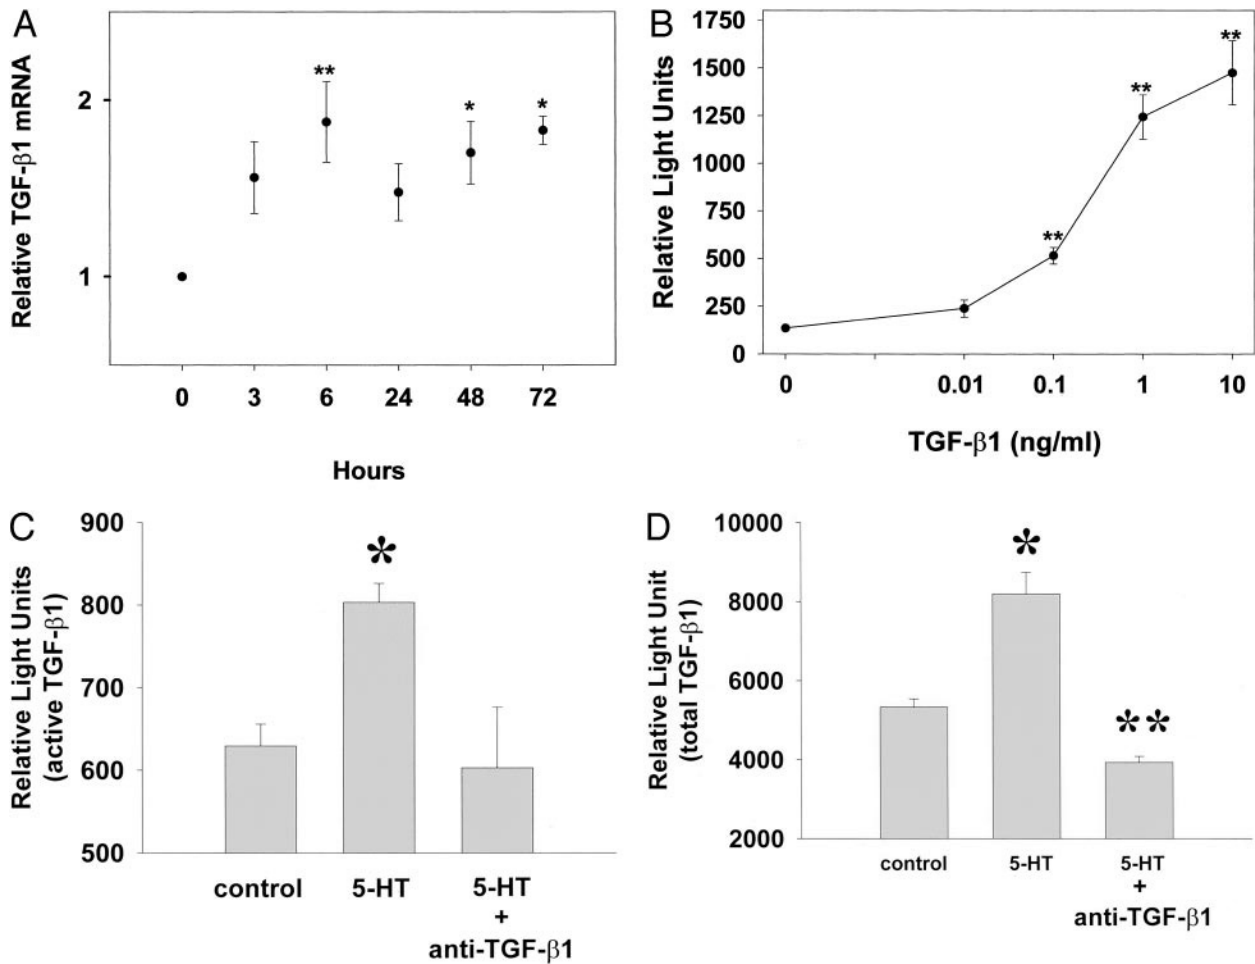 A
Relative TGF-β1 mRNA
2
1
**
*
*
0 3 6 24 48 72
Hours
B
Relative Light Units
1750
1500
1250
1000
750
500
250
0
**
**
**
0 0.01 0.1 1 10
TGF-β1 (ng/ml)
C
Relative Light Units
(active TGF-β1)
900
800
700
600
500
*
control 5-HT 5-HT
+
anti-TGF-β1
D
Relative Light Unit
(total TGF-β1)
10000
8000
6000
4000
2000
*
**
control 5-HT 5-HT
+
anti-TGF-β1